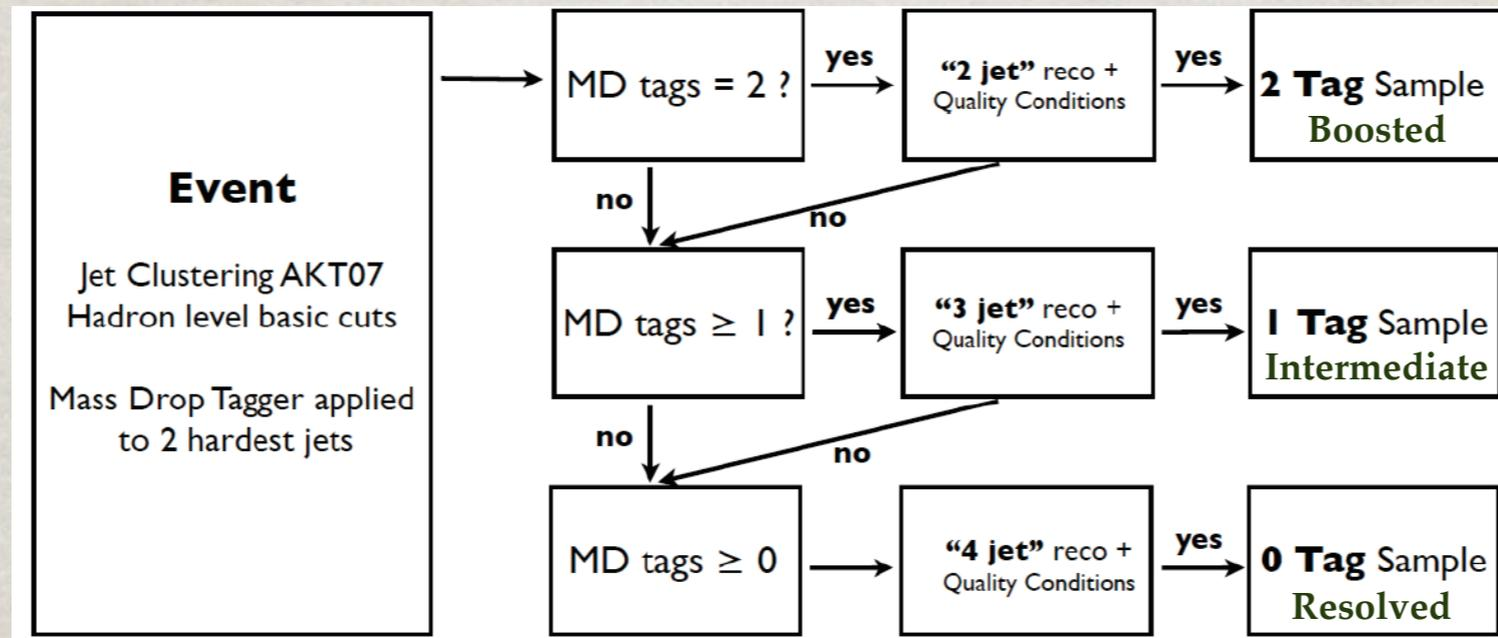 Event
Jet Clustering AKT07
Hadron level basic cuts
Mass Drop Tagger applied
to 2 hardest jets
MD tags = 2 ?
yes
“2 jet” reco +
Quality Conditions
yes
2 Tag Sample
Boosted
no
no
MD tags ≥ 1 ?
yes
“3 jet” reco +
Quality Conditions
yes
1 Tag Sample
Intermediate
no
no
MD tags ≥ 0
“4 jet” reco +
Quality Conditions
yes
0 Tag Sample
Resolved